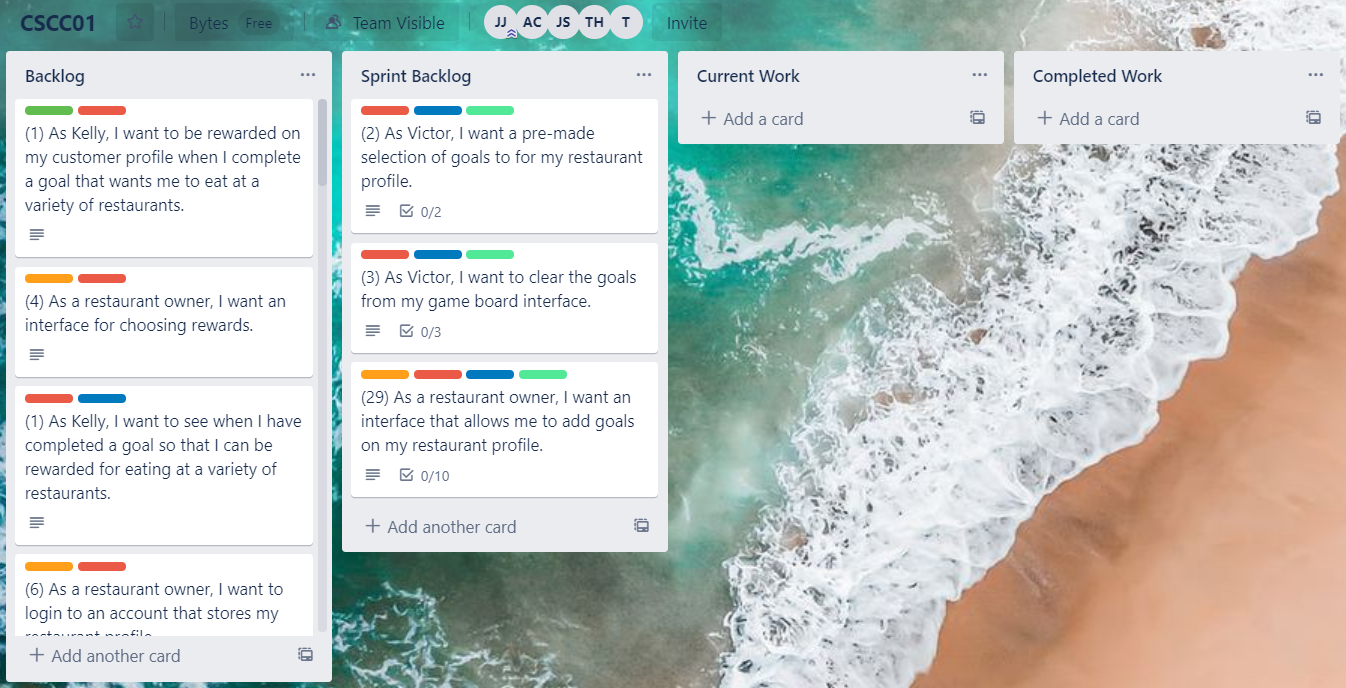 CSCC01 Bytes Free Team Visible JJ AC JS TH T Invite
Backlog
(1) As Kelly, I want to be rewarded on
my customer profile when I complete
a goal that wants me to eat at a
variety of restaurants.
(4) As a restaurant owner, I want an
interface for choosing rewards.
(1) As Kelly, I want to see when I have
completed a goal so that I can be
rewarded for eating at a variety of
restaurants.
(6) As a restaurant owner, I want to
login to an account that stores my
restaurant profile
+ Add another card
Sprint Backlog
(2) As Victor, I want a pre-made
selection of goals to for my restaurant
profile.
0/2
(3) As Victor, I want to clear the goals
from my game board interface.
0/3
(29) As a restaurant owner, I want an
interface that allows me to add goals
on my restaurant profile.
0/10
+ Add another card
Current Work
+ Add a card
Completed Work
+ Add a card